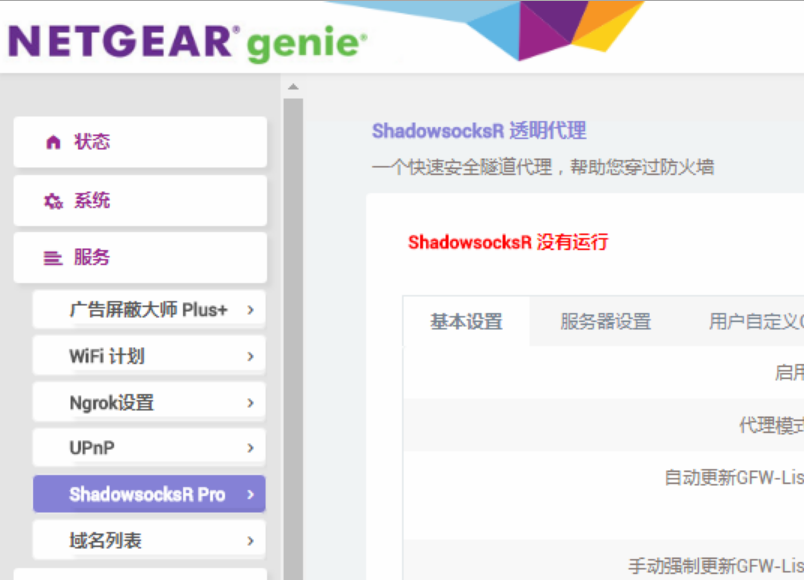 NETGEAR® genie®
状态
系统
服务
广告屏蔽大师 Plus+
WiFi 计划
Ngrok设置
UPnP
ShadowsocksR Pro
域名列表
ShadowsocksR 透明代理
一个快速安全隧道代理，帮助您穿过防火墙
ShadowsocksR 没有运行
基本设置 服务器设置 用户自定义
启用
代理模式
自动更新GFW-Lis
手动强制更新GFW-Lis